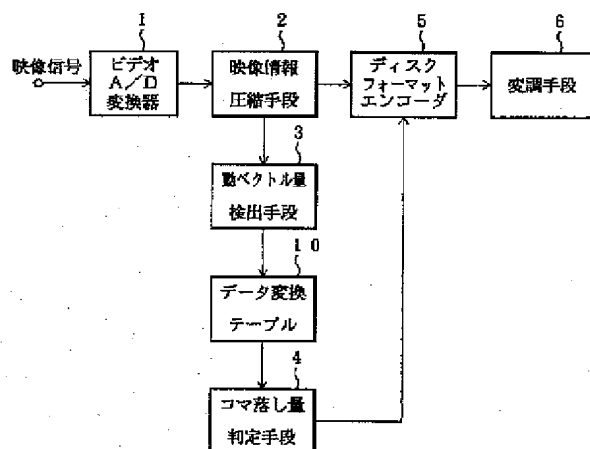 1
2
5
6
映像信号
ビデオ
A/D
変換器
映像情報
圧縮手段
ディスク
フォーマット
エンコーダ
変調手段
3
動ベクトル量
検出手段
10
データ変換
テーブル
4
コマ落し量
判定手段